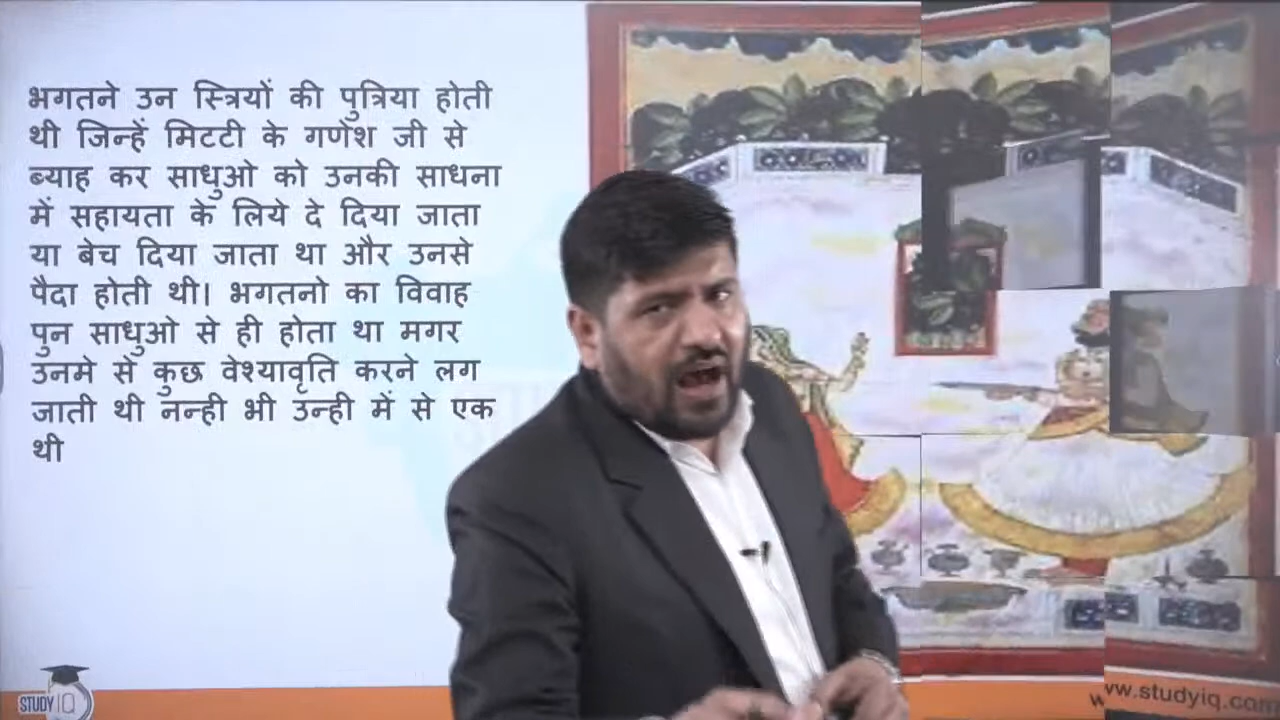 भगतने उन स्त्रियों की पुत्रिया होती
थी जिन्हें मिटटी के गणेश जी से
ब्याह कर साधुओ को उनकी साधना
में सहायता के लिये दे दिया जाता
या बेच दिया जाता था और उनसे
पैदा होती थी। भगतनो का विवाह
पुन साधुओ से ही होता था मगर
उनमे से कुछ वेश्यावृति करने लग
जाती थी नन्ही भी उन्ही में से एक
थी
STUDY IQ
www.studyiq.com